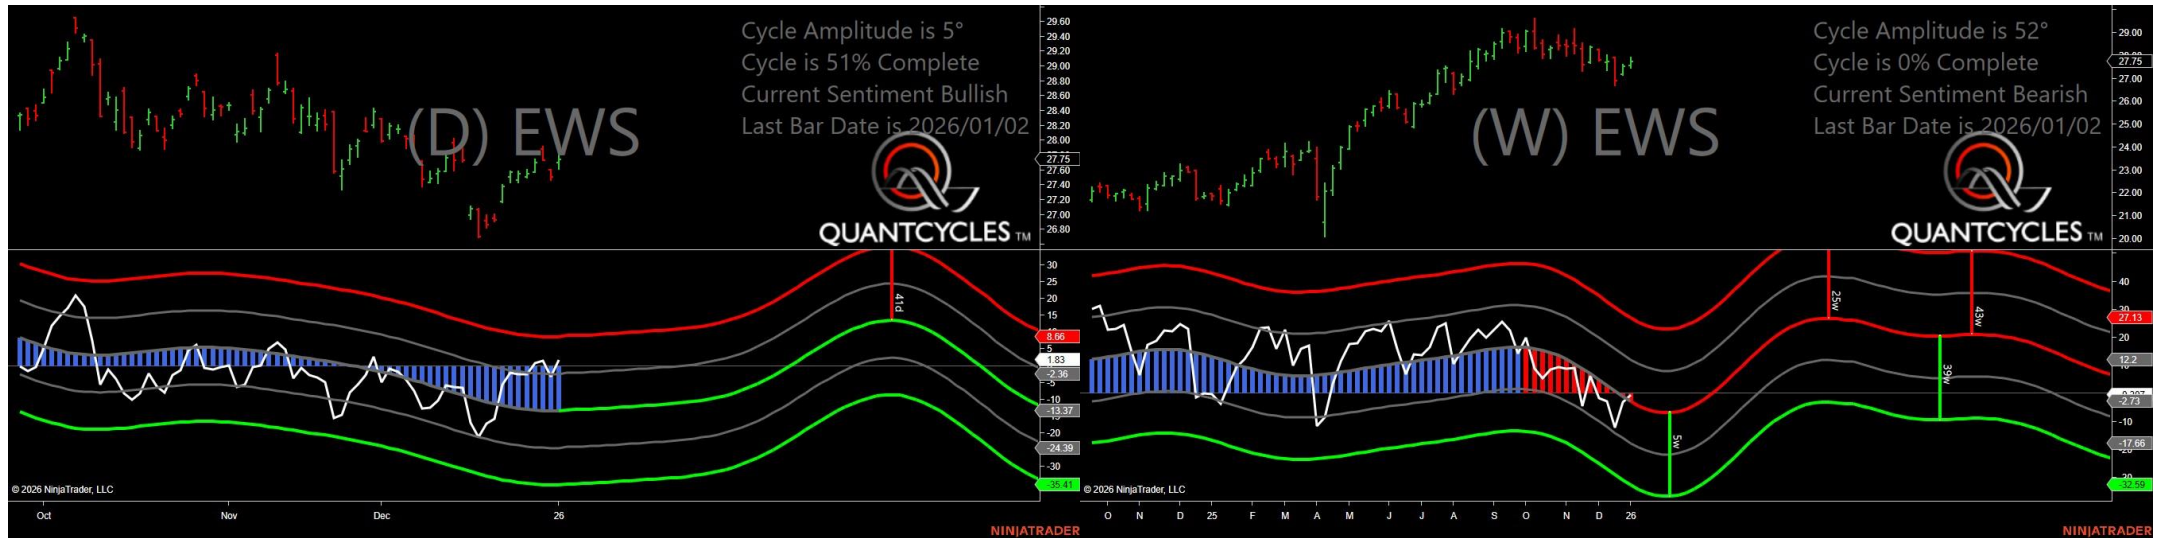 Cycle Amplitude is 5°
Cycle is 51% Complete
Current Sentiment Bullish
Last Bar Date is 2026/01/02
(D) EWS
QUANTCYCLES TM
29.60
29.40
29.20
29.00
28.80
28.60
28.40
28.20
28.00
27.75
27.60
27.40
27.20
27.00
26.80
41d
30
25
20
15
8.66
5
1.83
-2.36
-5
-10
-13.37
-20
-24.39
-30
-35.41
© 2026 NinjaTrader, LLC
Oct Nov Dec 26
NINJATRADER
Cycle Amplitude is 52°
Cycle is 0% Complete
Current Sentiment Bearish
Last Bar Date is 2026/01/02
(W) EWS
QUANTCYCLES TM
29.00
27.75
27.00
26.00
25.00
24.00
23.00
22.00
21.00
20.00
5w
25w
39w
43w
40
27.13
20
12.2
-2.73
-10
-17.66
-32.59
© 2026 NinjaTrader, LLC
O N D 25 F M A M J J A S O N D 26
NINJATRADER